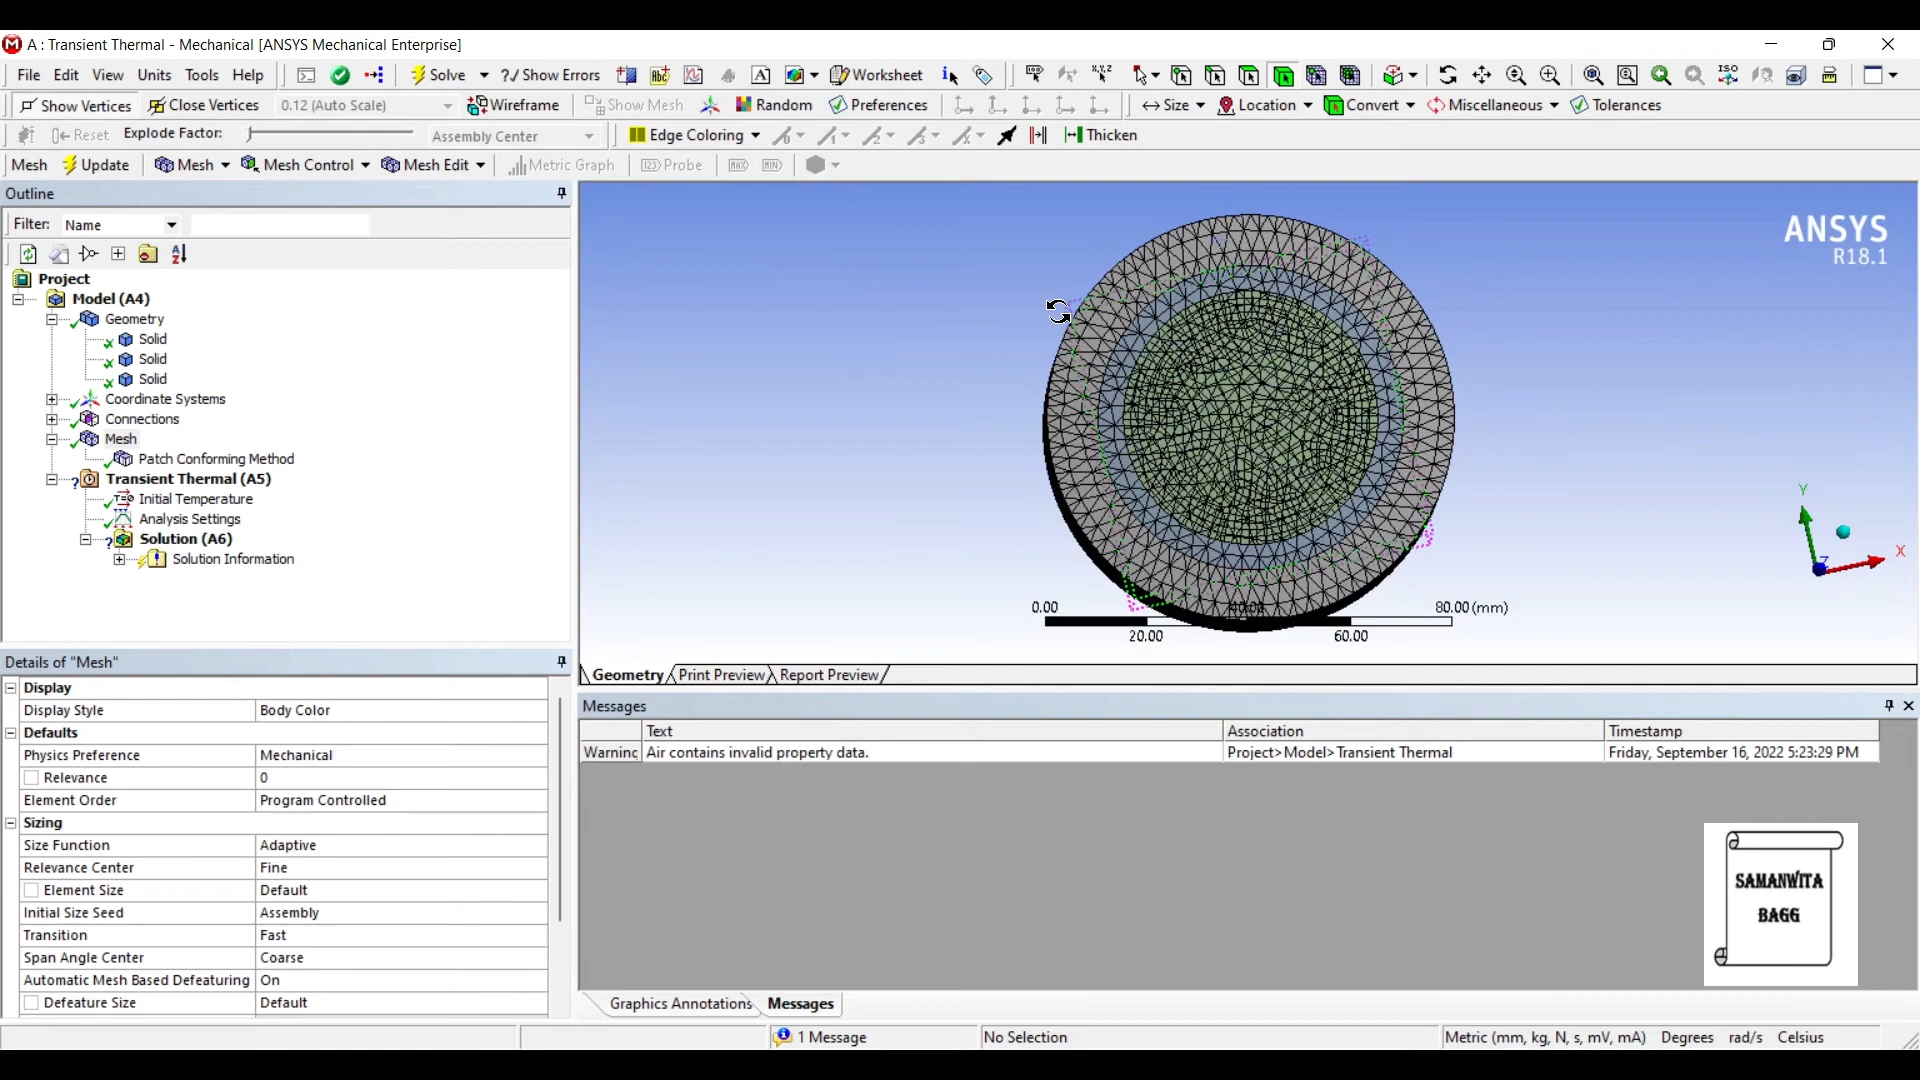 A : Transient Thermal - Mechanical [ANSYS Mechanical Enterprise]
File Edit View Units Tools Help Solve ?/ Show Errors Worksheet
Show Vertices Close Vertices 0.12 (Auto Scale) Wireframe Show Mesh Random Preferences Size Location Convert Miscellaneous Tolerances
Reset Explode Factor: Assembly Center Edge Coloring Thicken
Mesh Update Mesh Mesh Control Mesh Edit Metric Graph Probe MAX MIN
Outline
Filter: Name
Project
Model (A4)
Geometry
Solid
Solid
Solid
Coordinate Systems
Connections
Mesh
Patch Conforming Method
Transient Thermal (A5)
Initial Temperature
Analysis Settings
Solution (A6)
Solution Information
Details of "Mesh"
Display
Display Style Body Color
Defaults
Physics Preference Mechanical
Relevance 0
Element Order Program Controlled
Sizing
Size Function Adaptive
Relevance Center Fine
Element Size Default
Initial Size Seed Assembly
Transition Fast
Span Angle Center Coarse
Automatic Mesh Based Defeaturing On
Defeature Size Default
ANSYS
R18.1
Y
X
Z
0.00 40.00 80.00 (mm)
20.00 60.00
Geometry Print Preview Report Preview
Messages
Text Association Timestamp
Warning Air contains invalid property data. Project>Model>Transient Thermal Friday, September 16, 2022 5:23:29 PM
SAMANWITA
BAGG
Graphics Annotations Messages
1 Message No Selection Metric (mm, kg, N, s, mV, mA) Degrees rad/s Celsius